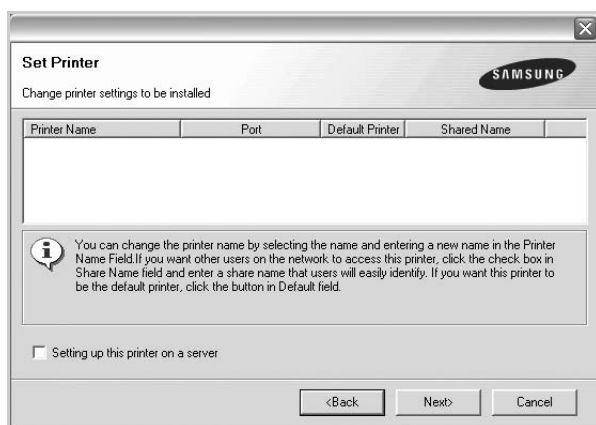 Set Printer
SAMSUNG
Change printer settings to be installed
Printer Name Port Default Printer Shared Name
You can change the printer name by selecting the name and entering a new name in the Printer
Name Field.If you want other users on the network to access this printer, click the check box in
Share Name field and enter a share name that users will easily identify. If you want this printer to
be the default printer, click the button in Default field.
Setting up this printer on a server
<Back Next> Cancel